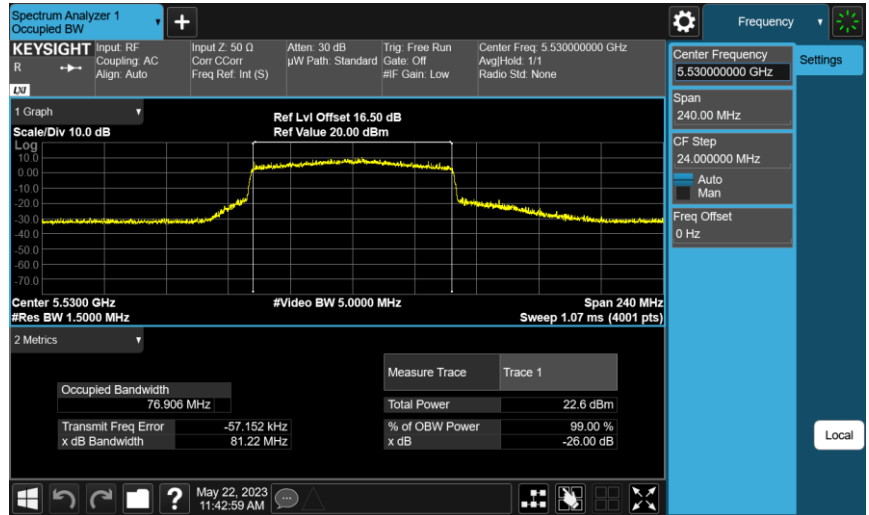 Spectrum Analyzer 1
Occupied BW
Frequency
KEYSIGHT
R
LXI
Input: RF
Coupling: AC
Align: Auto
Input Z: 50 Ω
Corr CCorr
Freq Ref: Int (S)
Atten: 30 dB
µW Path: Standard
Trig: Free Run
Gate: Off
#IF Gain: Low
Center Freq: 5.530000000 GHz
Avg|Hold: 1/1
Radio Std: None
1 Graph
Scale/Div 10.0 dB
Ref Lvl Offset 16.50 dB
Ref Value 20.00 dBm
Log
10.0
0.00
-10.0
-20.0
-30.0
-40.0
-50.0
-60.0
-70.0
Center 5.5300 GHz
#Video BW 5.0000 MHz
Span 240 MHz
#Res BW 1.5000 MHz
Sweep 1.07 ms (4001 pts)
2 Metrics
Measure Trace
Trace 1
Occupied Bandwidth
76.906 MHz
Total Power
22.6 dBm
Transmit Freq Error
-57.152 kHz
% of OBW Power
99.00 %
x dB Bandwidth
81.22 MHz
x dB
-26.00 dB
Center Frequency
5.530000000 GHz
Settings
Span
240.00 MHz
CF Step
24.000000 MHz
Auto
Man
Freq Offset
0 Hz
Local
?
May 22, 2023
11:42:59 AM